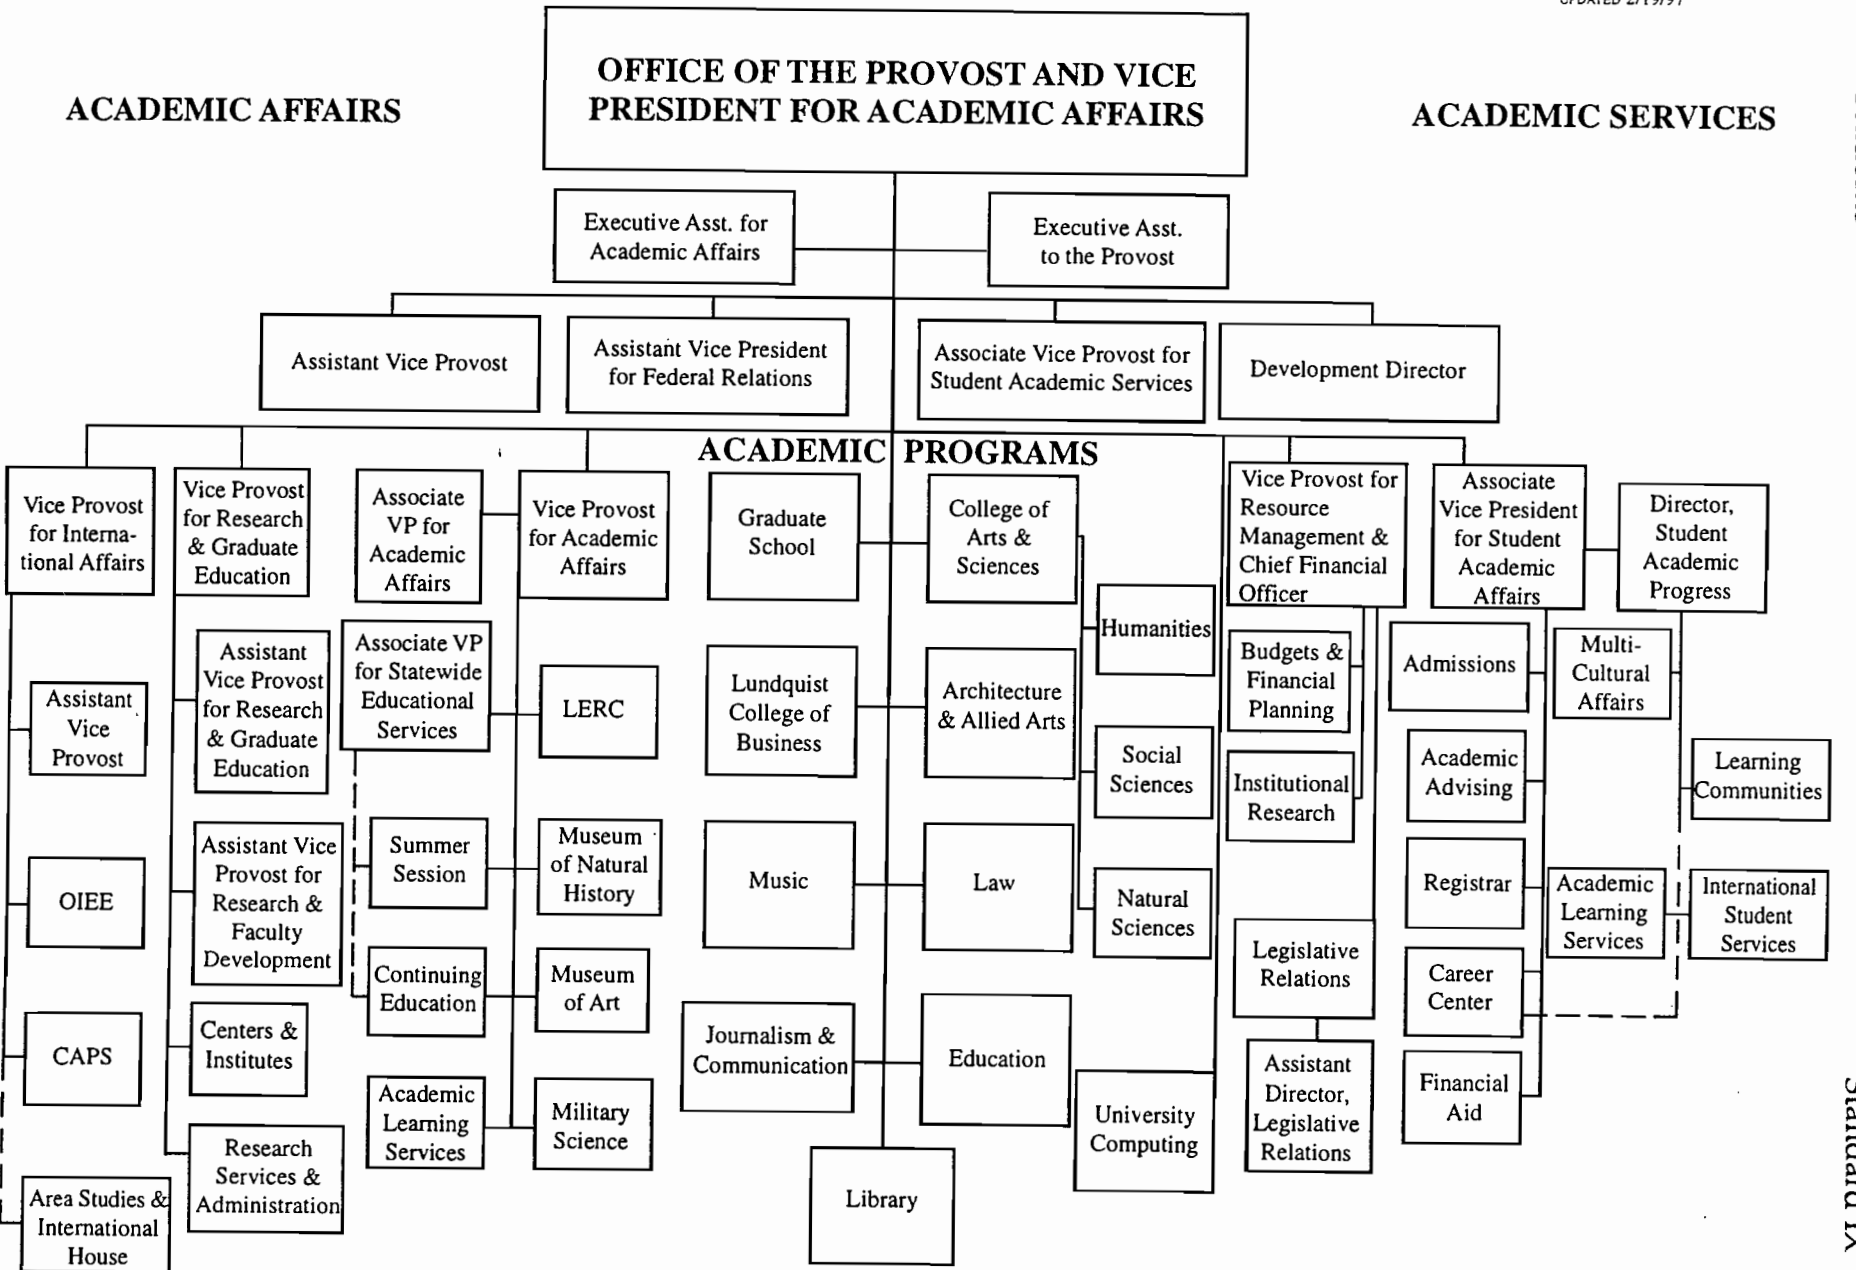 UPDATED 2/19/97
ACADEMIC AFFAIRS
OFFICE OF THE PROVOST AND VICE
PRESIDENT FOR ACADEMIC AFFAIRS
ACADEMIC SERVICES
Executive Asst. for
Academic Affairs
Executive Asst.
to the Provost
Assistant Vice Provost
Assistant Vice President
for Federal Relations
Associate Vice Provost for
Student Academic Services
Development Director
ACADEMIC PROGRAMS
Vice Provost
for Interna-
tional Affairs
Vice Provost
for Research
& Graduate
Education
Associate
VP for
Academic
Affairs
Vice Provost
for Academic
Affairs
Graduate
School
College of
Arts &
Sciences
Vice Provost for
Resource
Management &
Chief Financial
Officer
Associate
Vice President
for Student
Academic
Affairs
Director,
Student
Academic
Progress
Assistant
Vice
Provost
Assistant
Vice Provost
for Research
& Graduate
Education
Associate VP
for Statewide
Educational
Services
LERC
Lundquist
College of
Business
Architecture
& Allied Arts
Humanities
Social
Sciences
Natural
Sciences
Budgets &
Financial
Planning
Institutional
Research
Admissions
Multi-
Cultural
Affairs
Academic
Advising
Learning
Communities
OIEE
Assistant Vice
Provost for
Research &
Faculty
Development
Summer
Session
Museum
of Natural
History
Music
Law
Registrar
Academic
Learning
Services
International
Student
Services
Legislative
Relations
Career
Center
CAPS
Centers &
Institutes
Continuing
Education
Museum
of Art
Journalism &
Communication
Education
University
Computing
Assistant
Director,
Legislative
Relations
Financial
Aid
Area Studies &
International
House
Research
Services &
Administration
Academic
Learning
Services
Military
Science
Library
Standard IX